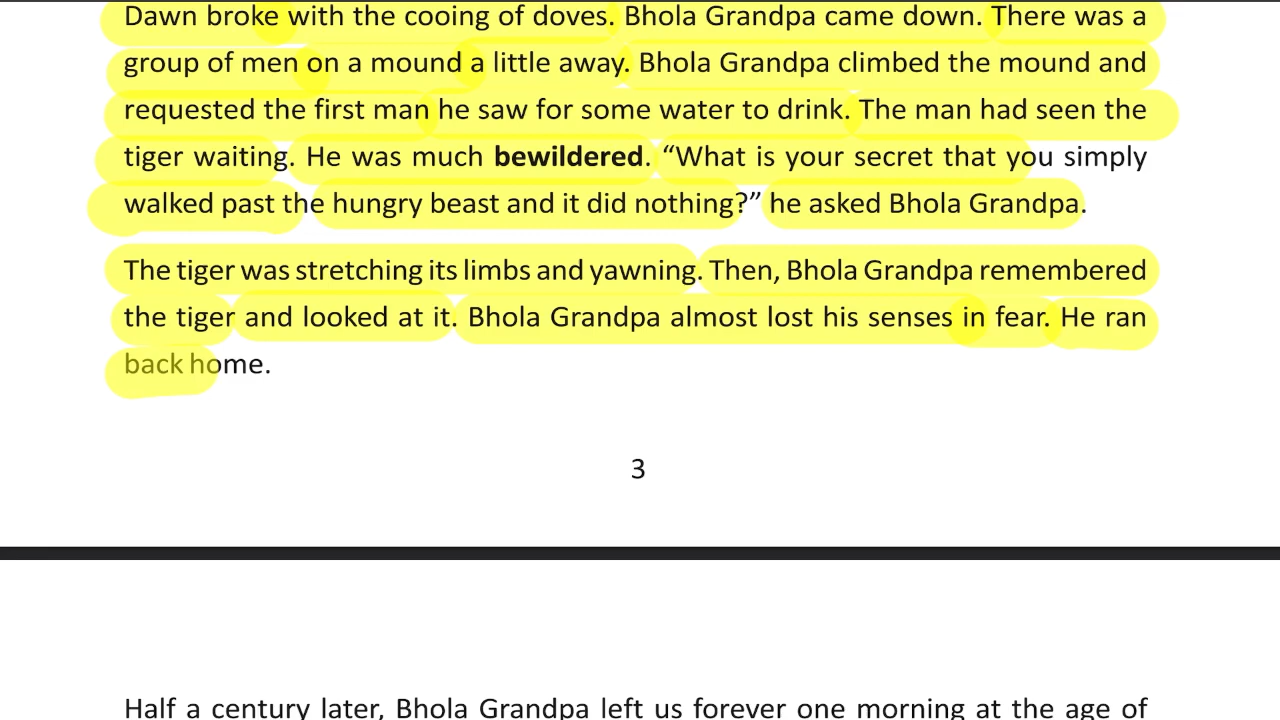 Dawn broke with the cooing of doves. Bhola Grandpa came down. There was a
group of men on a mound a little away. Bhola Grandpa climbed the mound and
requested the first man he saw for some water to drink. The man had seen the
tiger waiting. He was much bewildered. “What is your secret that you simply
walked past the hungry beast and it did nothing?” he asked Bhola Grandpa.
The tiger was stretching its limbs and yawning. Then, Bhola Grandpa remembered
the tiger and looked at it. Bhola Grandpa almost lost his senses in fear. He ran
back home.
3
Half a century later, Bhola Grandpa left us forever one morning at the age of